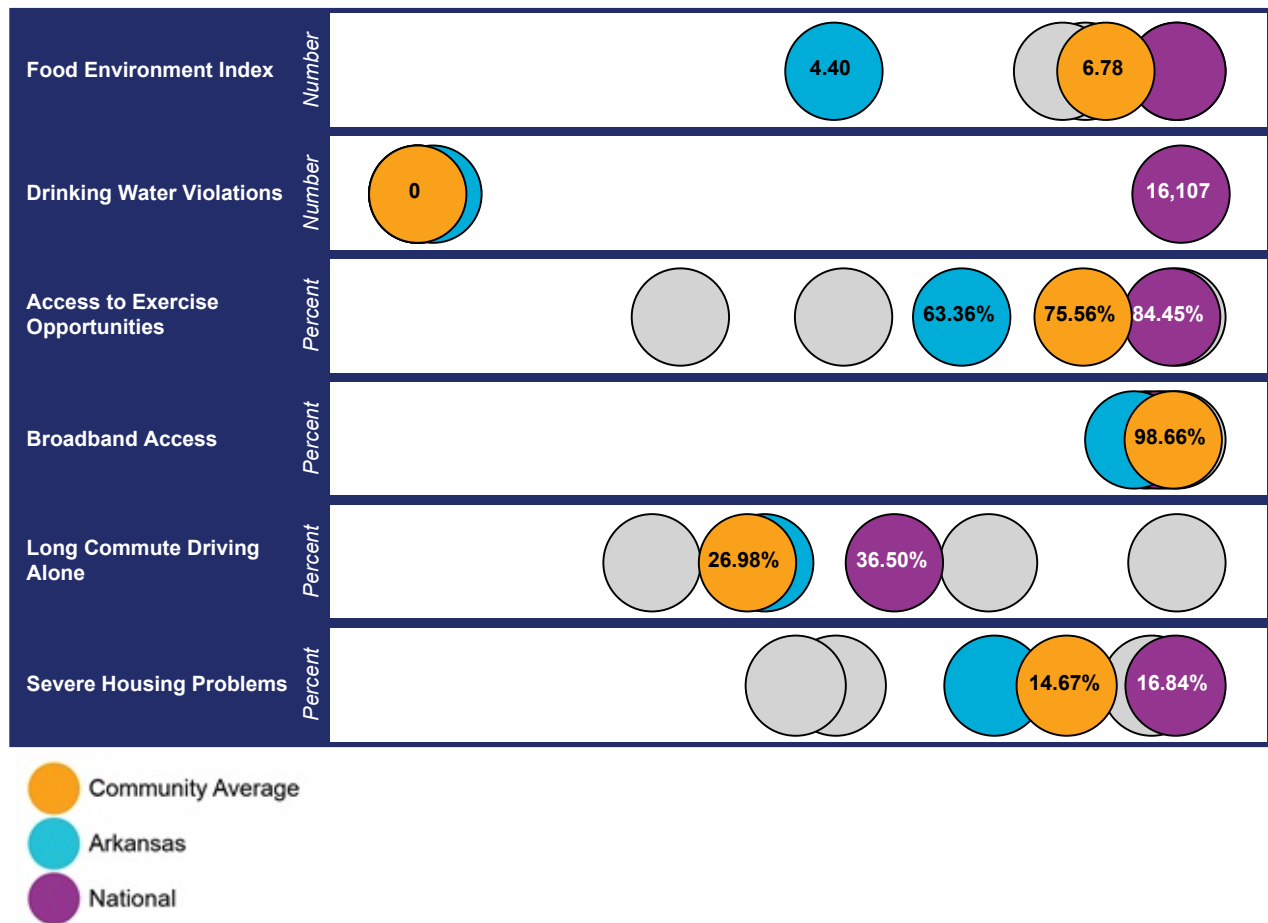 Food Environment Index
Number
4.40
6.78
Drinking Water Violations
Number
0
16,107
Access to Exercise
Opportunities
Percent
63.36%
75.56%
84.45%
Broadband Access
Percent
98.66%
Long Commute Driving
Alone
Percent
26.98%
36.50%
Severe Housing Problems
Percent
14.67%
16.84%
Community Average
Arkansas
National